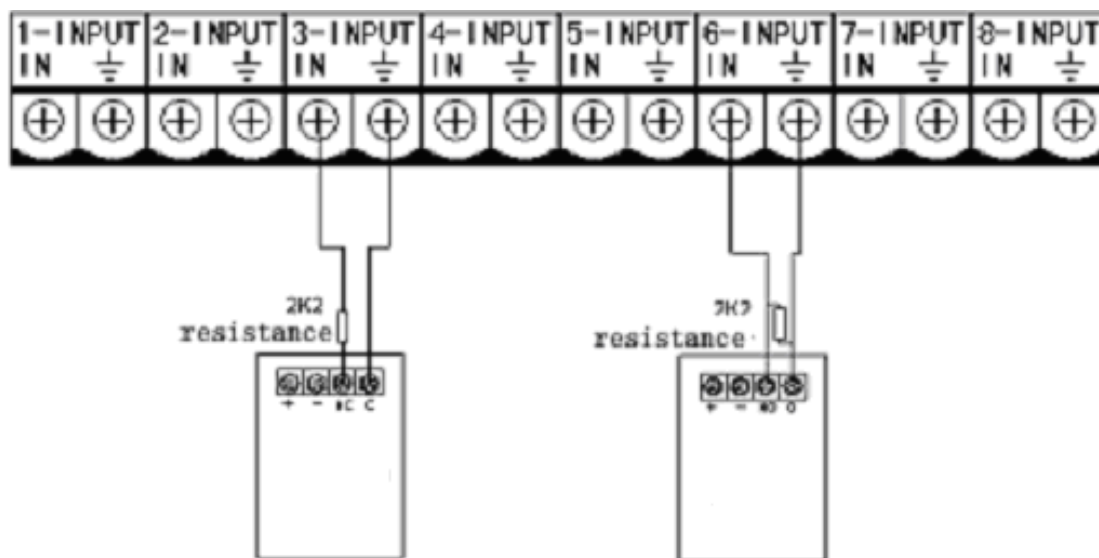 1-INPUT 2-INPUT 3-INPUT 4-INPUT 5-INPUT 6-INPUT 7-INPUT 8-INPUT
IN IN IN IN IN IN IN IN
2K2 2K2
resistance resistance
+ - C + -